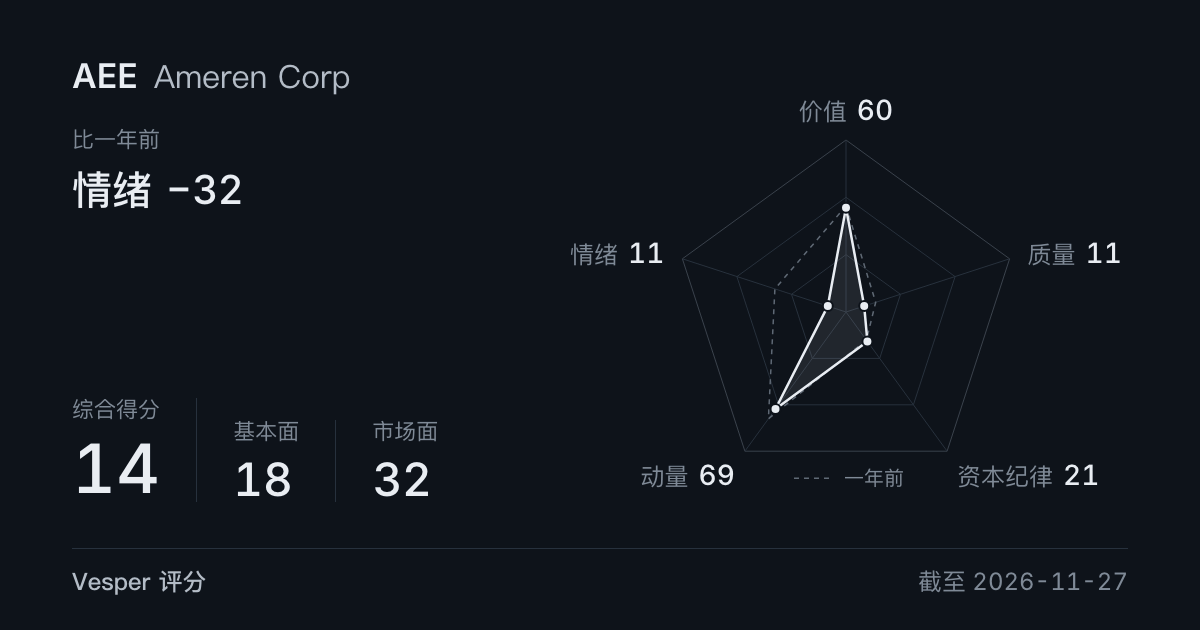 AEE Ameren Corp
比一年前
情绪 −32
价值 60
情绪 11
质量 11
动量 69
---- 一年前
资本纪律 21
综合得分
14
基本面
18
市场面
32
Vesper 评分
截至 2026-11-27